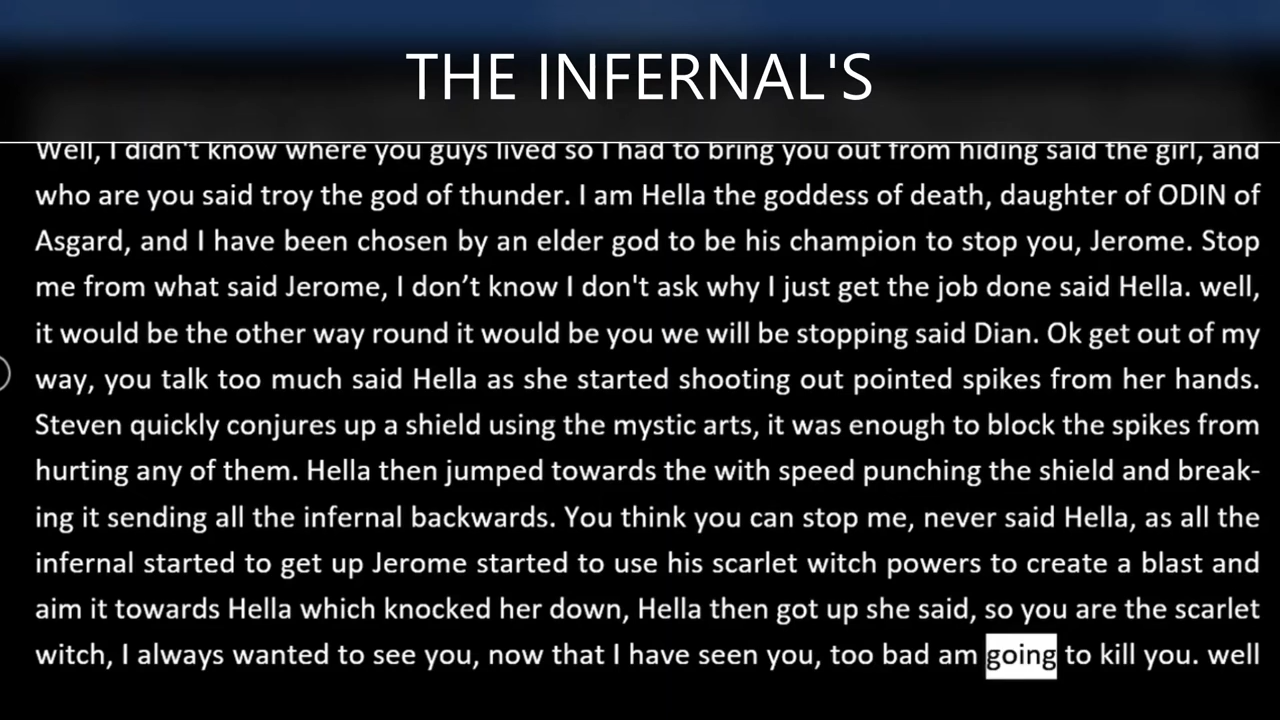 THE INFERNAL'S
Well, I didn't know where you guys lived so I had to bring you out from hiding said the girl, and
who are you said troy the god of thunder. I am Hella the goddess of death, daughter of ODIN of
Asgard, and I have been chosen by an elder god to be his champion to stop you, Jerome. Stop
me from what said Jerome, I don’t know I don't ask why I just get the job done said Hella. well,
it would be the other way round it would be you we will be stopping said Dian. Ok get out of my
way, you talk too much said Hella as she started shooting out pointed spikes from her hands.
Steven quickly conjures up a shield using the mystic arts, it was enough to block the spikes from
hurting any of them. Hella then jumped towards the with speed punching the shield and break-
ing it sending all the infernal backwards. You think you can stop me, never said Hella, as all the
infernal started to get up Jerome started to use his scarlet witch powers to create a blast and
aim it towards Hella which knocked her down, Hella then got up she said, so you are the scarlet
witch, I always wanted to see you, now that I have seen you, too bad am going to kill you. well